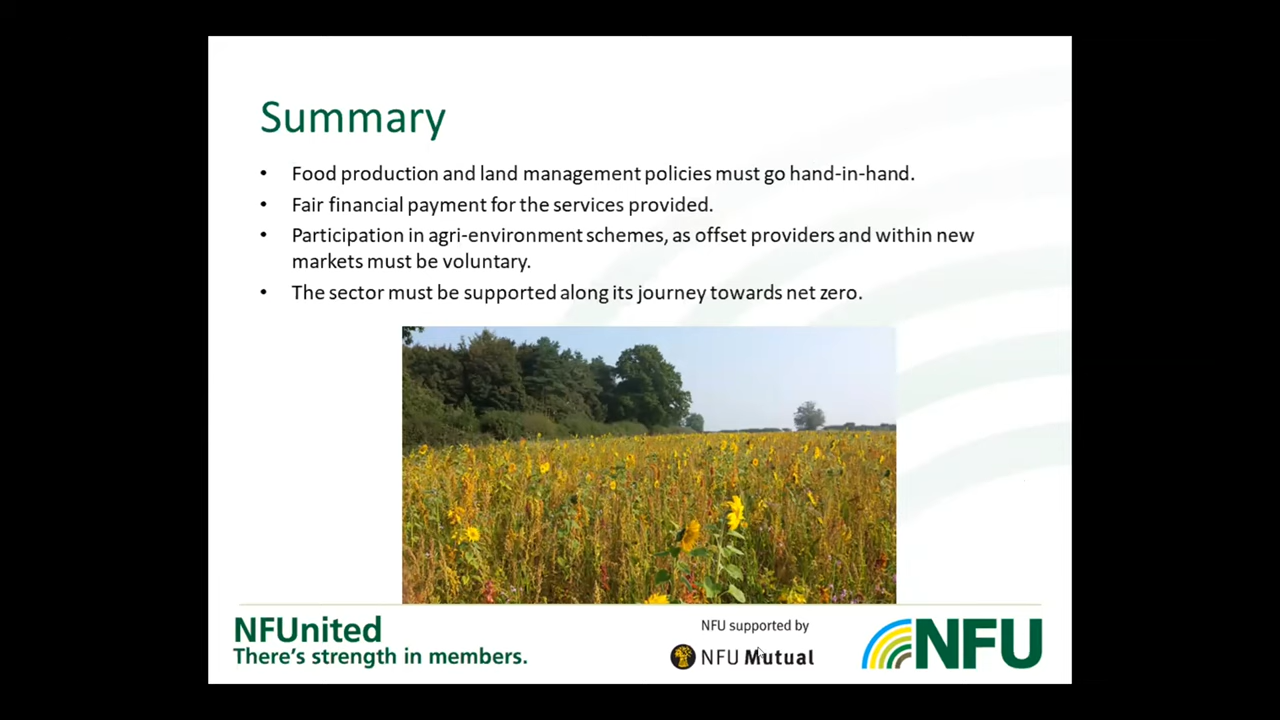 Summary
• Food production and land management policies must go hand-in-hand.
• Fair financial payment for the services provided.
• Participation in agri-environment schemes, as offset providers and within new
markets must be voluntary.
• The sector must be supported along its journey towards net zero.
NFUnited
There's strength in members.
NFU supported by
NFU Mutual
NFU